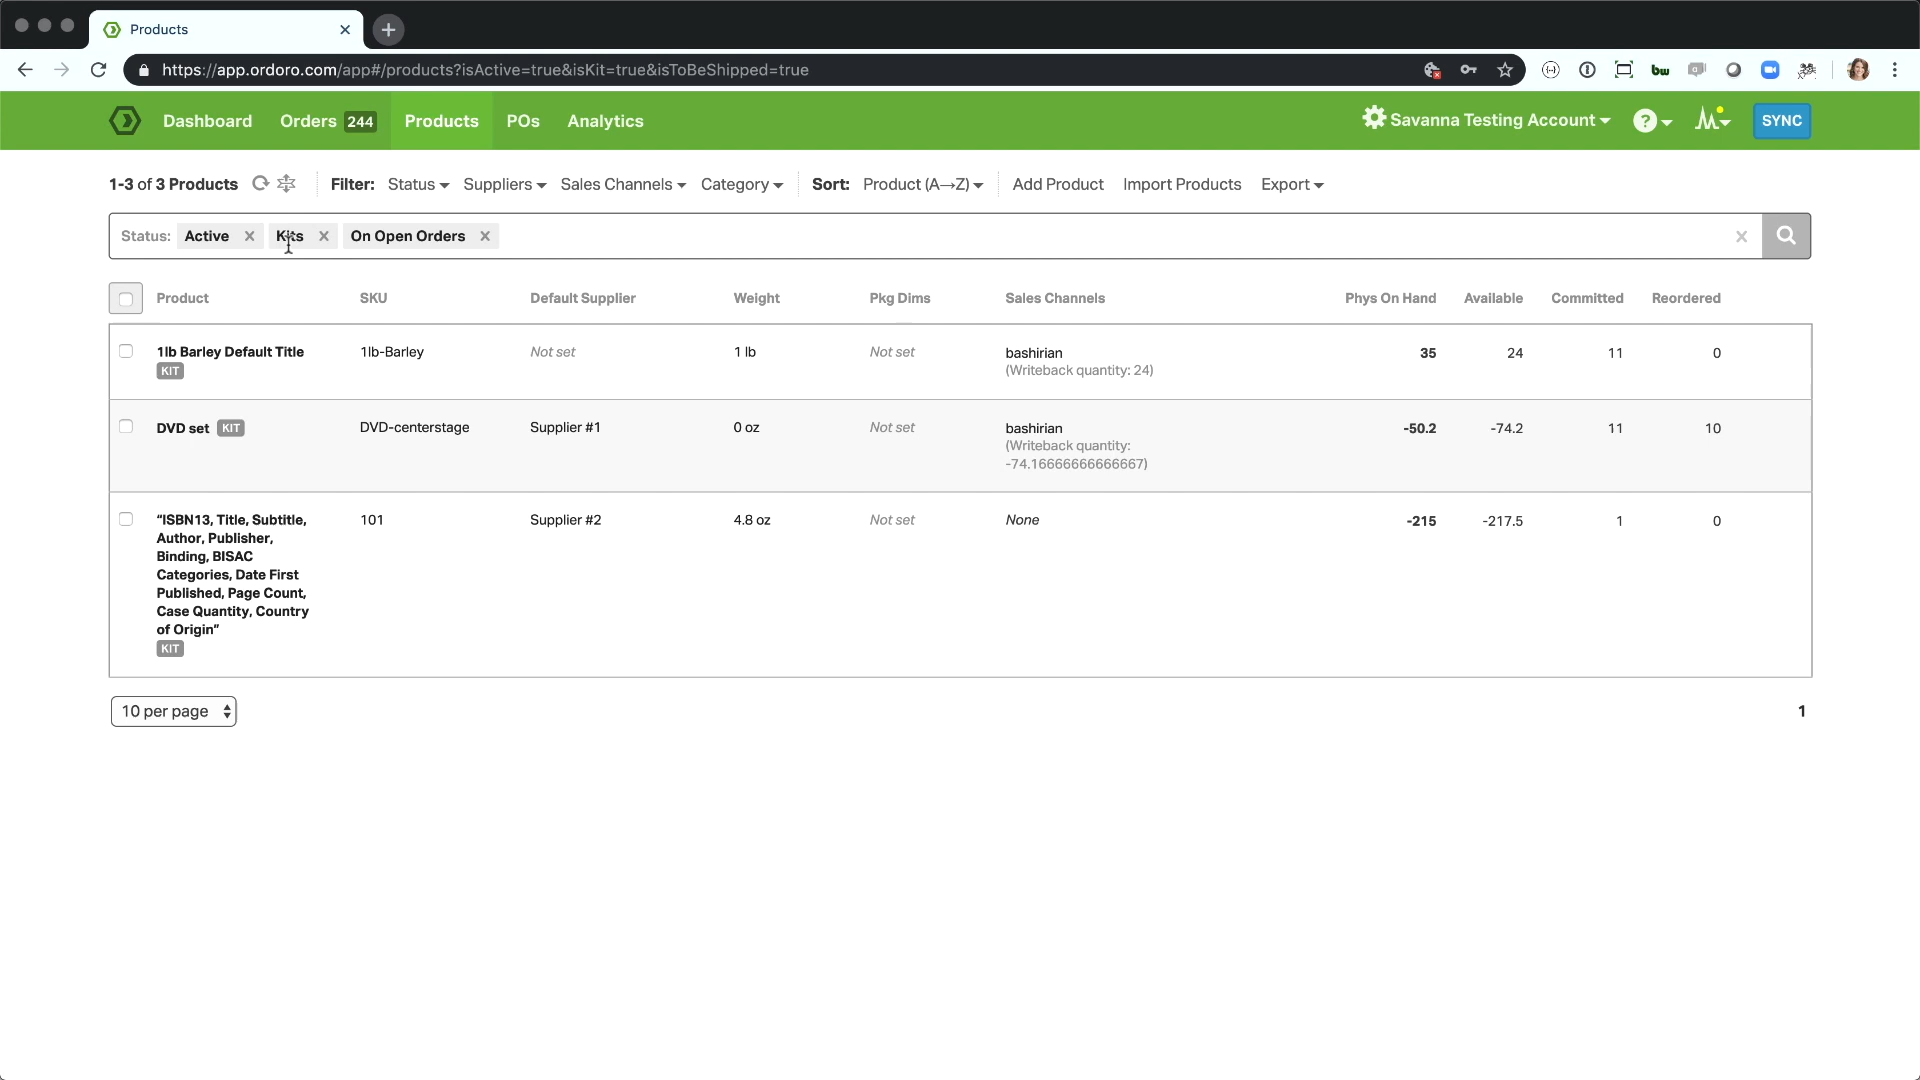 Products
https://app.ordoro.com/app#/products?isActive=true&isKit=true&isToBeShipped=true
bw
Dashboard Orders 244 Products POs Analytics Savanna Testing Account ? SYNC
1-3 of 3 Products Filter: Status Suppliers Sales Channels Category Sort: Product (A→Z) Add Product Import Products Export
Status: Active × Kits × On Open Orders ×
Product SKU Default Supplier Weight Pkg Dims Sales Channels Phys On Hand Available Committed Reordered
1lb Barley Default Title 1lb-Barley Not set 1 lb Not set bashirian 35 24 11 0
KIT (Writeback quantity: 24)
DVD set KIT DVD-centerstage Supplier #1 0 oz Not set bashirian -50.2 -74.2 11 10
(Writeback quantity:
-74.16666666666667)
“ISBN13, Title, Subtitle, 101 Supplier #2 4.8 oz Not set None -215 -217.5 1 0
Author, Publisher,
Binding, BISAC
Categories, Date First
Published, Page Count,
Case Quantity, Country
of Origin”
KIT
10 per page 1